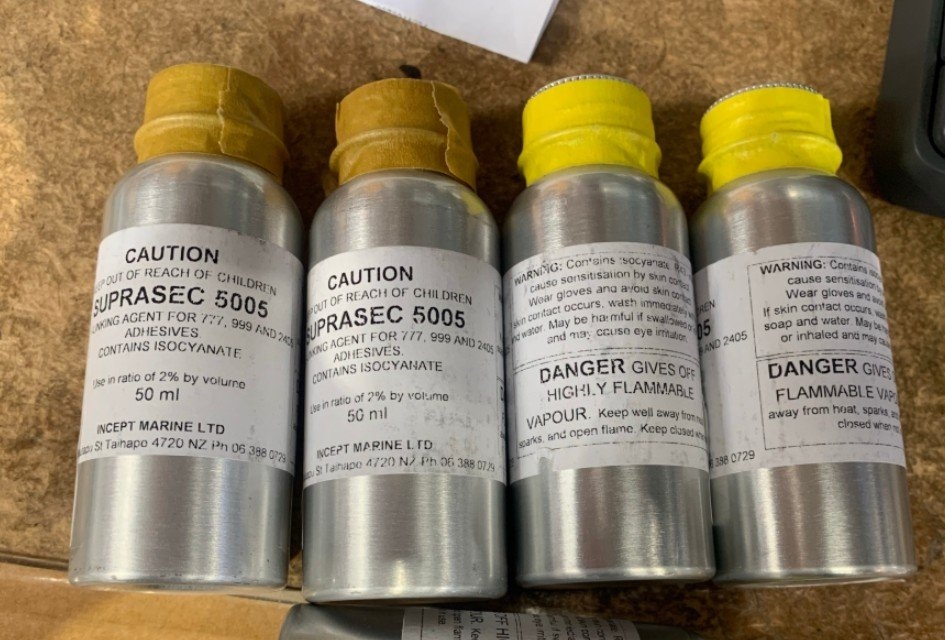 CAUTION
OUT OF REACH OF CHILDREN
SUPRASEC 5005
LINKING AGENT FOR 777, 999 AND 2405
ADHESIVES.
CONTAINS ISOCYANATE
Use in ratio of 2% by volume
50 ml
INCEPT MARINE LTD
St Taihape 4720 NZ Ph 06 388 0729
CAUTION
OUT OF REACH OF CHILDREN
SUPRASEC 5005
AGENT FOR 777, 999 AND 2405
ADHESIVES.
CONTAINS ISOCYANATE
Use in ratio of 2% by volume
50 ml
INCEPT MARINE LTD
St Taihape 4720 NZ Ph 06 388 0729
WARNING: Contains isocyanate.
cause sensitisation by skin contact.
Wear gloves and avoid skin contact.
skin contact occurs, wash immediately
and water. May be harmful if swallowed
and may cause eye irritation.
DANGER GIVES OFF
HIGHLY FLAMMABLE
VAPOUR. Keep well away from
sparks, and open flame. Keep closed
05
AND 2405
388 0729
WARNING: Contains
cause sensitisation
Wear gloves and avoid
If skin contact occurs,
soap and water. May be
or inhaled and may
DANGER GIVES
FLAMMABLE
away from heat, sparks,
closed when